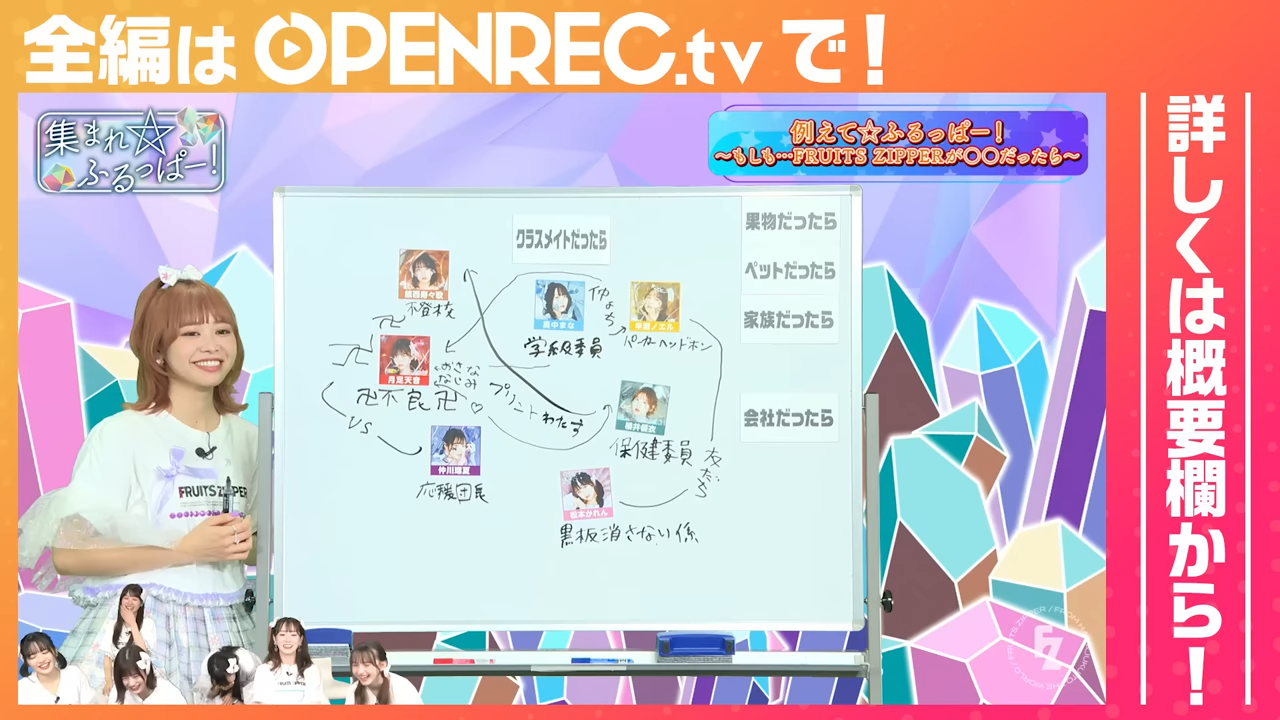 全編は OPENREC.tv で！
詳しくは概要欄から！
集まれ☆
ふるっぱー！
例えて☆ふるっぱー！
～もしも…FRUITS ZIPPERが〇〇だったら～
クラスメイトだったら
果物だったら
ペットだったら
家族だったら
会社だったら
鎮西寿々歌
不登校
月足天音
おさな
なじみ
卍不良卍♡
VS
仲川瑠夏
応援団長
真中まな
学級委員
早瀬ノエル
パーカーヘッドホン
プリントわたす
櫻井優衣
保健委員
友だち
松本かれん
黒板消さない係
FRUITS ZIPPER